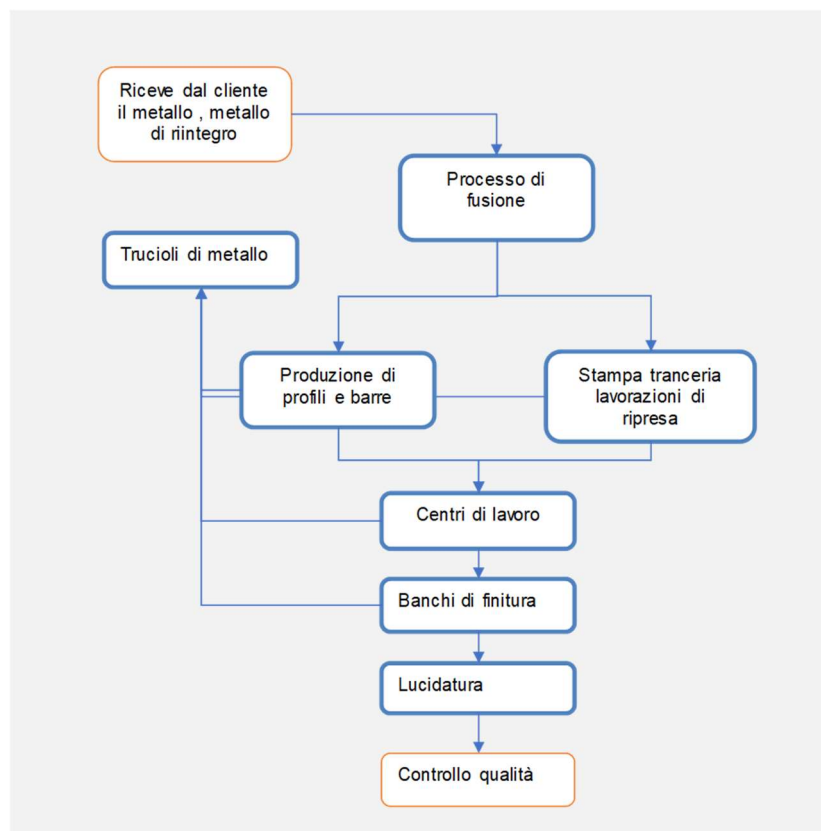 Riceve dal cliente
il metallo , metallo
di riintegro
Processo di
fusione
Trucioli di metallo
Produzione di
profili e barre
Stampa tranceria
lavorazioni di
ripresa
Centri di lavoro
Banchi di finitura
Lucidatura
Controllo qualità